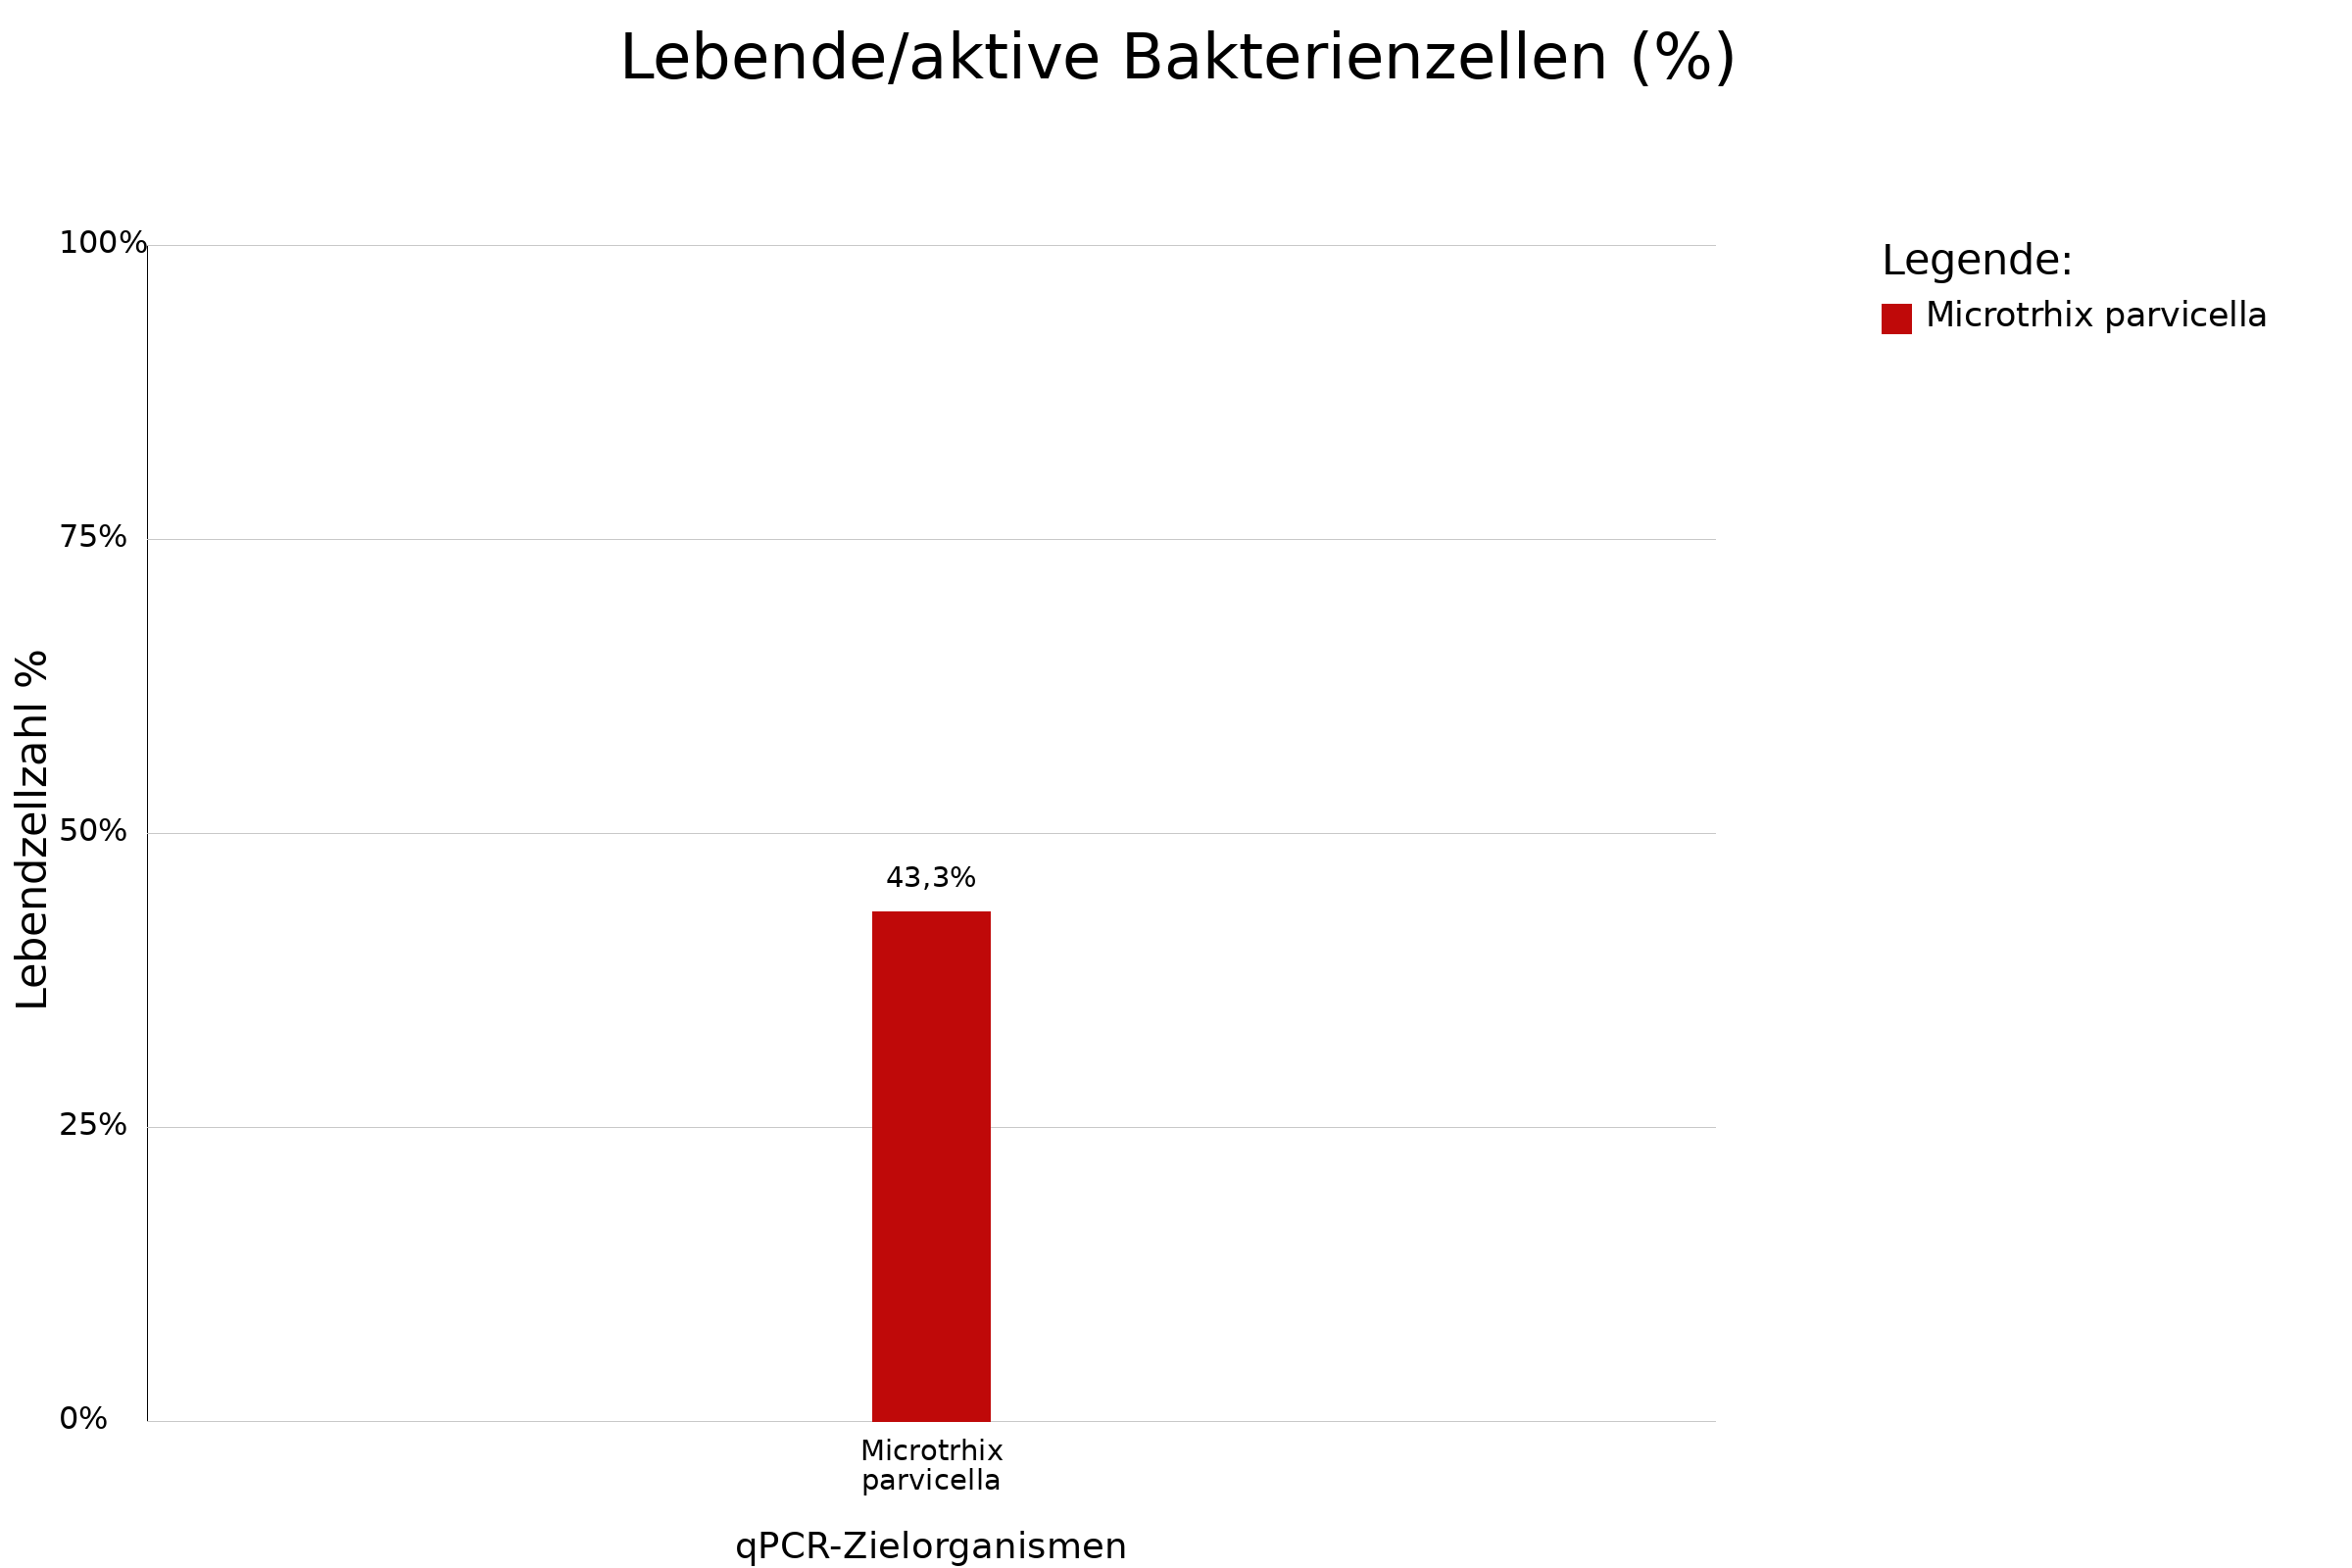 Lebende/aktive Bakterienzellen (%)
100%
75%
50%
25%
0%
Lebendzellzahl %
43,3%
Microtrhix
parvicella
qPCR-Zielorganismen
Legende:
Microtrhix parvicella